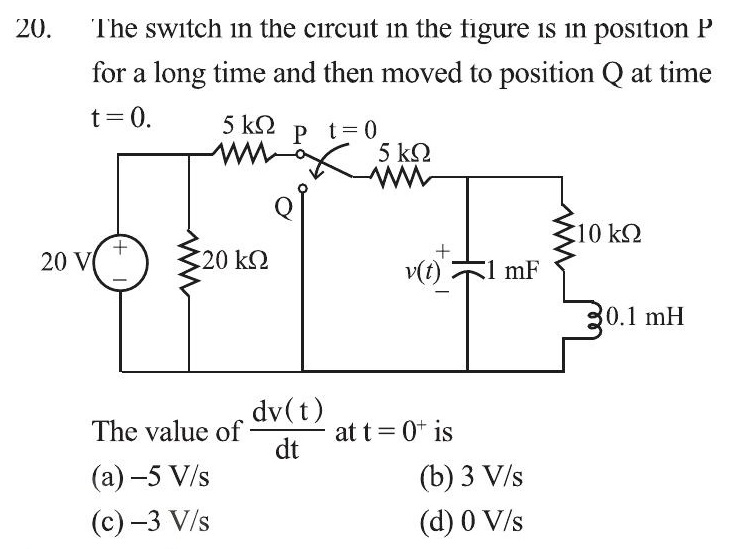 20. The switch in the circuit in the figure is in position P
for a long time and then moved to position Q at time
t = 0.
5 kΩ P t = 0
5 kΩ
Q
20 V + − 20 kΩ
+ v(t) − 1 mF
10 kΩ
0.1 mH
The value of dv(t)/dt at t = 0⁺ is
(a) –5 V/s (b) 3 V/s
(c) –3 V/s (d) 0 V/s